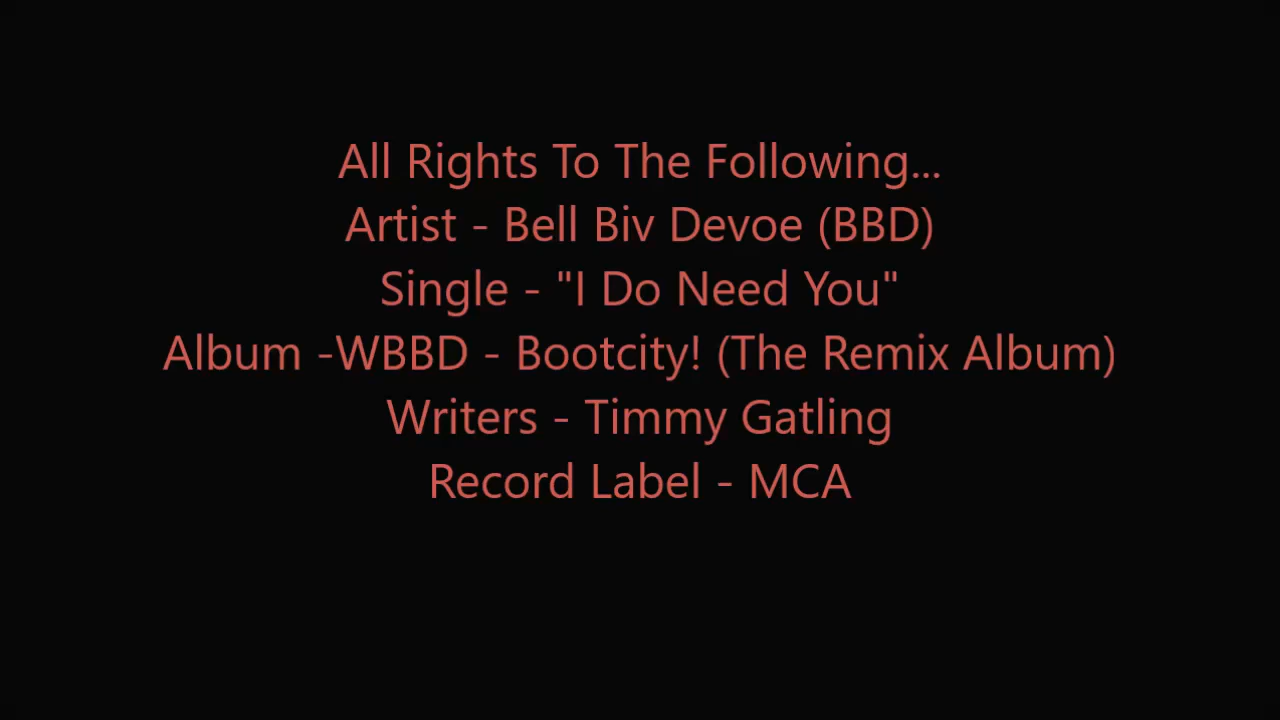 All Rights To The Following...
Artist - Bell Biv Devoe (BBD)
Single - "I Do Need You"
Album -WBBD - Bootcity! (The Remix Album)
Writers - Timmy Gatling
Record Label - MCA